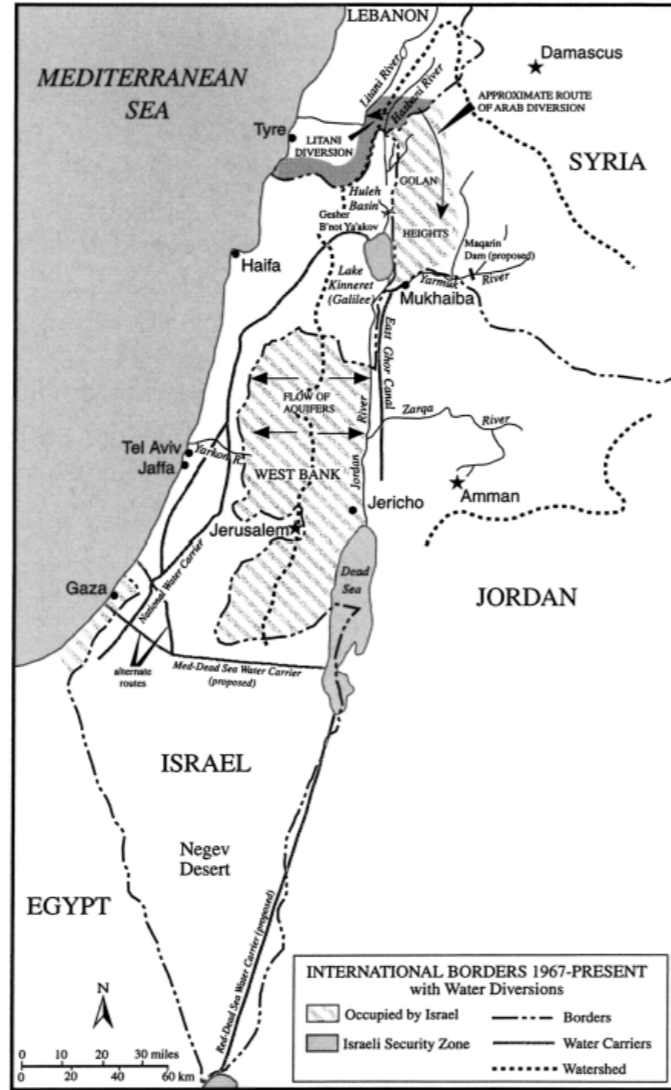 LEBANON
Damascus
MEDITERRANEAN
SEA
Litani River
Hasbani River
APPROXIMATE ROUTE
OF ARAB DIVERSION
Tyre
LITANI
DIVERSION
SYRIA
GOLAN
HEIGHTS
Huleh
Basin
Gesher
B'not Ya'akov
Maqarin
Dam (proposed)
Haifa
Lake
Kinneret
(Galilee)
Yarmuk
River
Mukhaiba
East Ghor Canal
FLOW OF
AQUIFERS
River
Jordan
Zarqa
River
Tel Aviv
Jaffa
Yarkon R.
WEST BANK
Jericho
Amman
Jerusalem
Dead
Sea
Gaza
National Water Carrier
JORDAN
alternate
routes
Med-Dead Sea Water Carrier
(proposed)
ISRAEL
Negev
Desert
EGYPT
Red-Dead Sea Water Carrier (proposed)
N
0 10 20 30 miles
0 20 40 60 km
INTERNATIONAL BORDERS 1967-PRESENT
with Water Diversions
Occupied by Israel
Borders
Israeli Security Zone
Water Carriers
Watershed